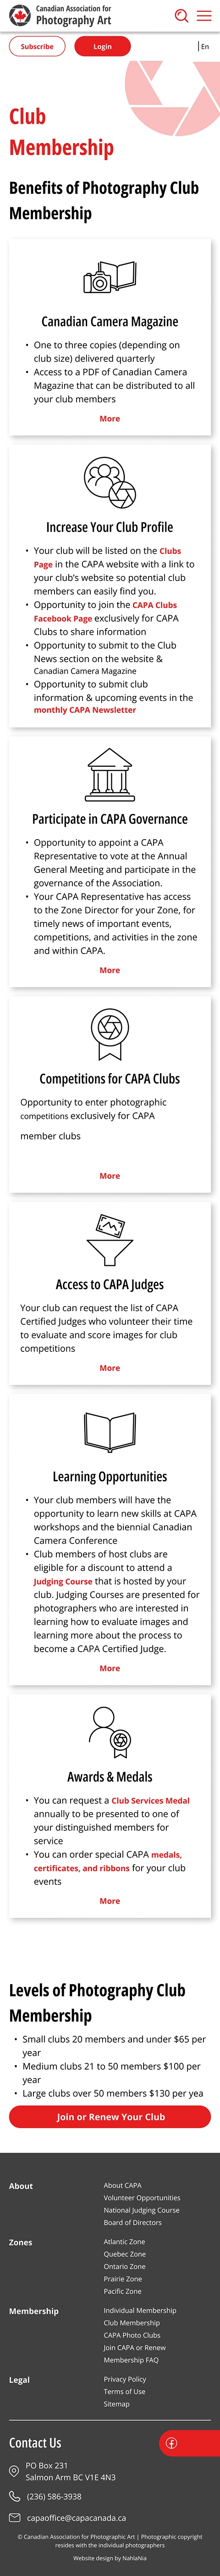 Canadian Association for
Photography Art
Subscribe
Login
En
Club
Membership
Benefits of Photography Club
Membership
Canadian Camera Magazine
• One to three copies (depending on
club size) delivered quarterly
• Access to a PDF of Canadian Camera
Magazine that can be distributed to all
your club members
More
Increase Your Club Profile
• Your club will be listed on the Clubs
Page in the CAPA website with a link to
your club's website so potential club
members can easily find you.
• Opportunity to join the CAPA Clubs
Facebook Page exclusively for CAPA
Clubs to share information
• Opportunity to submit to the Club
News section on the website &
Canadian Camera Magazine
• Opportunity to submit club
information & upcoming events in the
monthly CAPA Newsletter
Participate in CAPA Governance
• Opportunity to appoint a CAPA
Representative to vote at the Annual
General Meeting and participate in the
governance of the Association.
• Your CAPA Representative has access
to the Zone Director for your Zone, for
timely news of important events,
competitions, and activities in the zone
and within CAPA.
More
Competitions for CAPA Clubs
Opportunity to enter photographic
competitions exclusively for CAPA
member clubs
More
Access to CAPA Judges
Your club can request the list of CAPA
Certified Judges who volunteer their time
to evaluate and score images for club
competitions
More
Learning Opportunities
• Your club members will have the
opportunity to learn new skills at CAPA
workshops and the biennial Canadian
Camera Conference
• Club members of host clubs are
eligible for a discount to attend a
Judging Course that is hosted by your
club. Judging Courses are presented for
photographers who are interested in
learning how to evaluate images and
learning more about the process to
become a CAPA Certified Judge.
More
Awards & Medals
• You can request a Club Services Medal
annually to be presented to one of
your distinguished members for
service
• You can order special CAPA medals,
certificates, and ribbons for your club
events
More
Levels of Photography Club
Membership
• Small clubs 20 members and under $65 per
year
• Medium clubs 21 to 50 members $100 per
year
• Large clubs over 50 members $130 per yea
Join or Renew Your Club
About
About CAPA
Volunteer Opportunities
National Judging Course
Board of Directors
Zones
Atlantic Zone
Quebec Zone
Ontario Zone
Prairie Zone
Pacific Zone
Membership
Individual Membership
Club Membership
CAPA Photo Clubs
Join CAPA or Renew
Membership FAQ
Legal
Privacy Policy
Terms of Use
Sitemap
Contact Us
PO Box 231
Salmon Arm BC V1E 4N3
(236) 586-3938
capaoffice@capacanada.ca
© Canadian Association for Photographic Art | Photographic copyright
resides with the individual photographers
Website design by NahlaNia